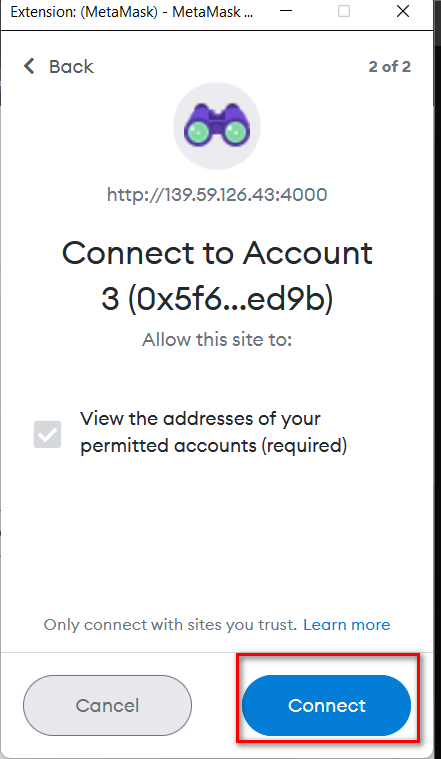 Extension: (MetaMask) - MetaMask ...
Back
2 of 2
http://139.59.126.43:4000
Connect to Account
3 (0x5f6...ed9b)
Allow this site to:
View the addresses of your
permitted accounts (required)
Only connect with sites you trust. Learn more
Cancel
Connect